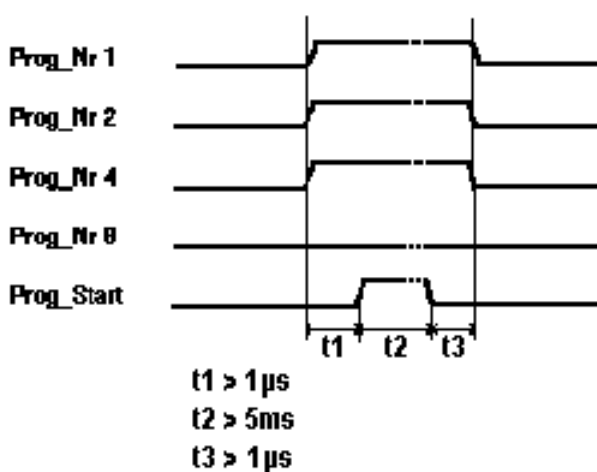 Prog_Nr 1
Prog_Nr 2
Prog_Nr 4
Prog_Nr 8
Prog_Start
t1 t2 t3
t1 > 1µs
t2 > 5ms
t3 > 1µs